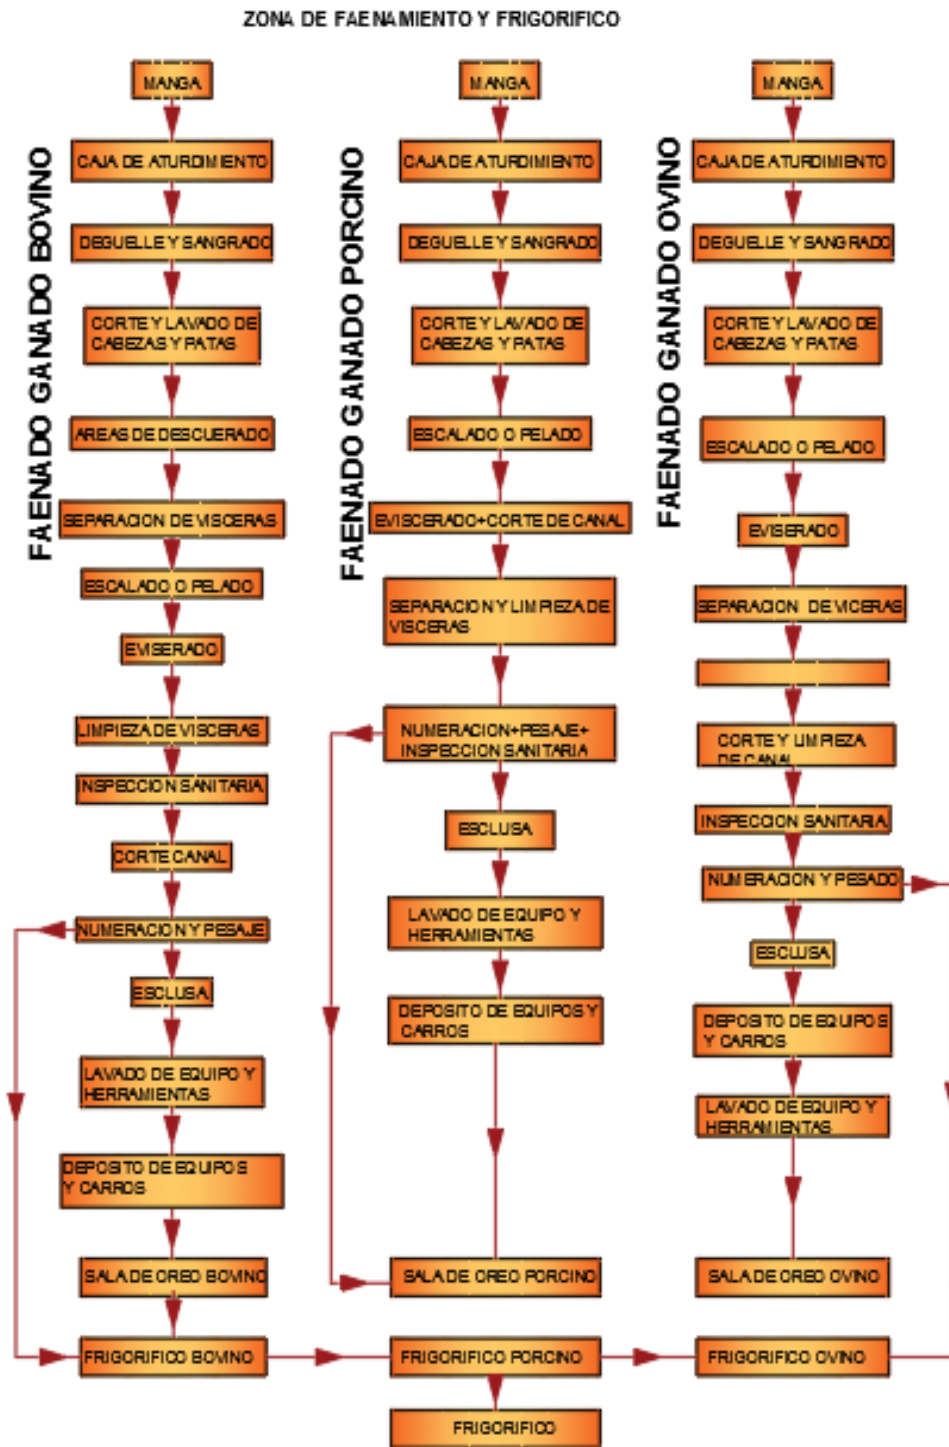 ZONA DE FAENAMIENTO Y FRIGORIFICO
FAENADO GANADO BOVINO
MANGA
CAJA DE ATURDIMIENTO
DEGUELLE Y SANGRADO
CORTE Y LAVADO DE
CABEZAS Y PATAS
AREAS DE DESCUERADO
SEPARACION DE VISCERAS
ESCALADO O PELADO
EVISERADO
LIMPIEZA DE VISCERAS
INSPECCION SANITARIA
CORTE CANAL
NUMERACION Y PESAJE
ESCLUSA
LAVADO DE EQUIPO Y
HERRAMIENTAS
DEPOSITO DE EQUIPOS
Y CARROS
SALA DE OREO BOVINO
FRIGORIFICO BOVINO
FAENADO GANADO PORCINO
MANGA
CAJA DE ATURDIMIENTO
DEGUELLE Y SANGRADO
CORTE Y LAVADO DE
CABEZAS Y PATAS
ESCALADO O PELADO
EVISCERADO+CORTE DE CANAL
SEPARACION Y LIMPIEZA DE
VISCERAS
NUMERACION+PESAJE+
INSPECCION SANITARIA
ESCLUSA
LAVADO DE EQUIPO Y
HERRAMIENTAS
DEPOSITO DE EQUIPOS Y
CARROS
SALA DE OREO PORCINO
FRIGORIFICO PORCINO
FRIGORIFICO
FAENADO GANADO OVINO
MANGA
CAJA DE ATURDIMIENTO
DEGUELLE Y SANGRADO
CORTE Y LAVADO DE
CABEZAS Y PATAS
ESCALADO O PELADO
EVISERADO
SEPARACION DE VICERAS
CORTE Y LIMPIEZA
DE CANAL
INSPECCION SANITARIA
NUMERACION Y PESADO
ESCLUSA
DEPOSITO DE EQUIPOS
Y CARROS
LAVADO DE EQUIPO Y
HERRAMIENTAS
SALA DE OREO OVINO
FRIGORIFICO OVINO